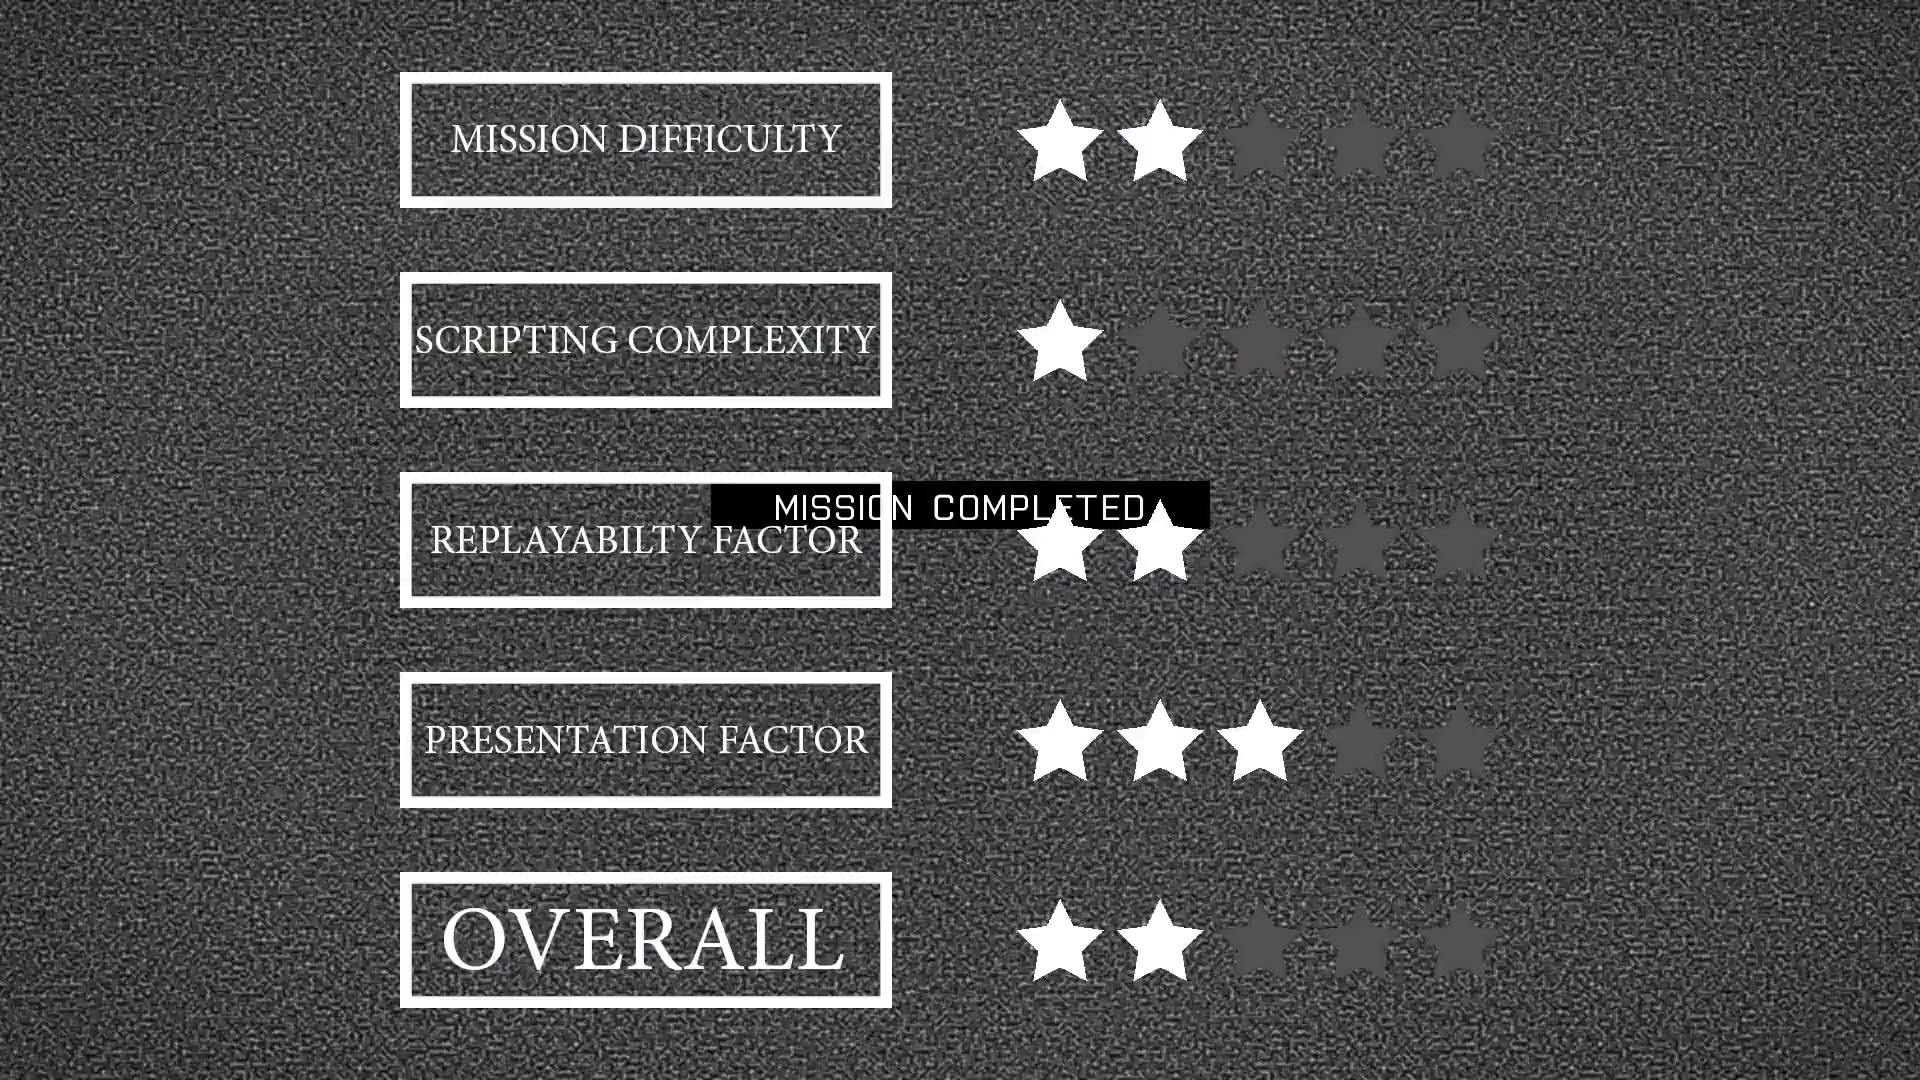 MISSION DIFFICULTY
SCRIPTING COMPLEXITY
MISSION COMPLETED
REPLAYABILTY FACTOR
PRESENTATION FACTOR
OVERALL